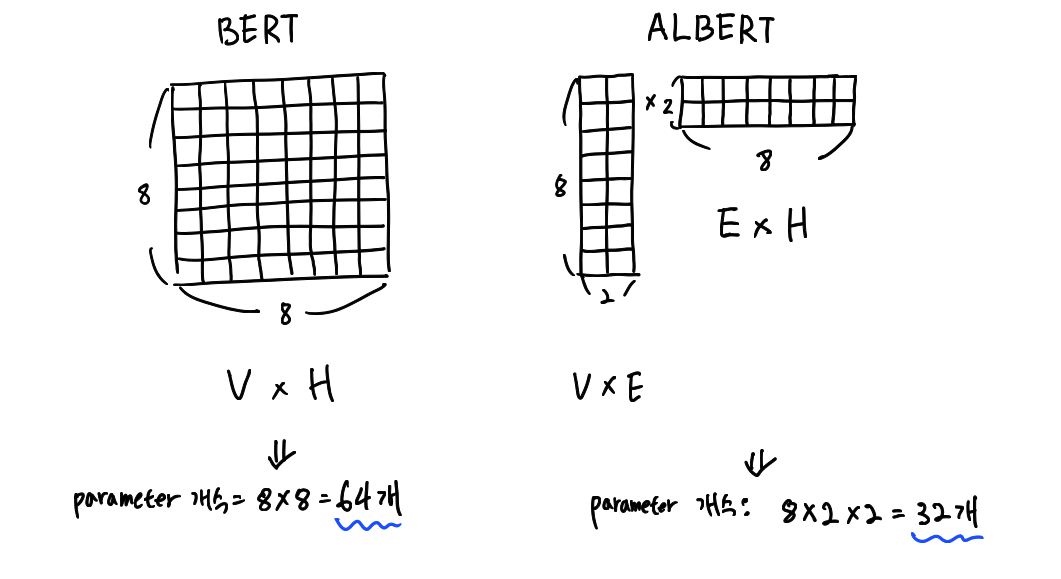 BERT
8
8
V × H
⇓
parameter 개수= 8×8 = 64개
ALBERT
8
2
× 2
8
E × H
V × E
⇓
parameter 개수: 8×2×2 = 32개